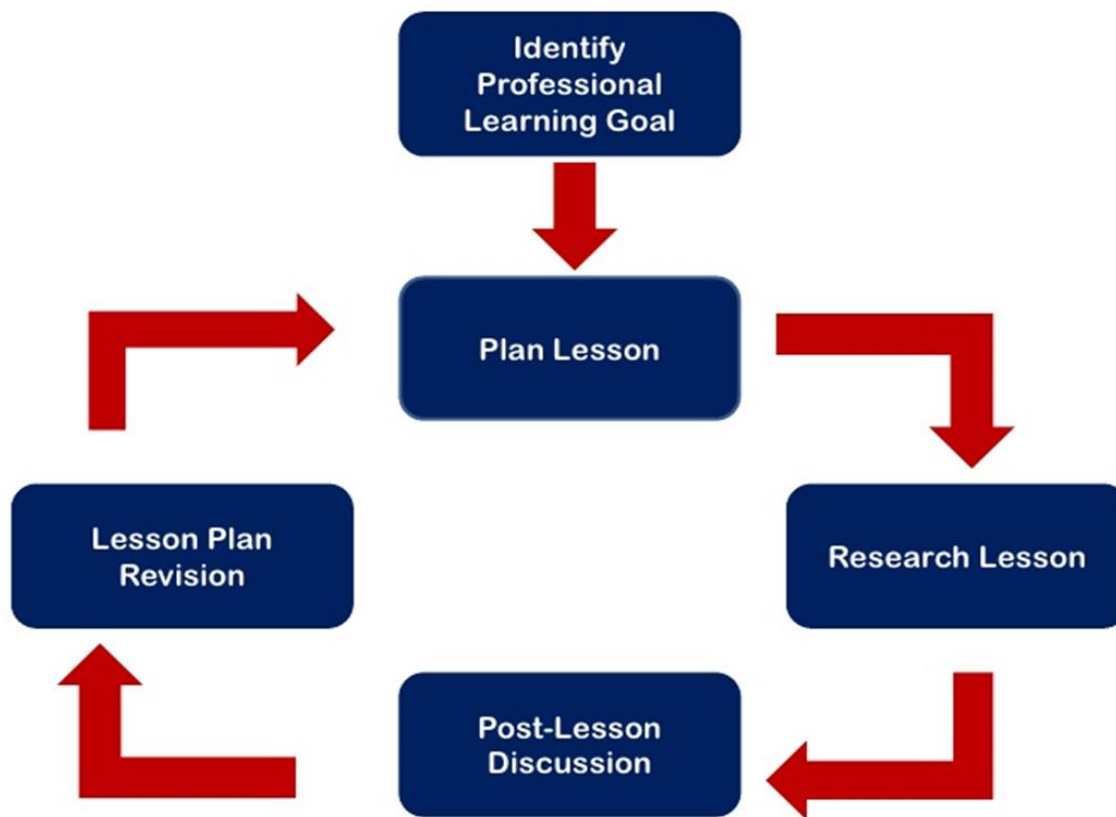 Identify
Professional
Learning Goal
Plan Lesson
Research Lesson
Post-Lesson
Discussion
Lesson Plan
Revision